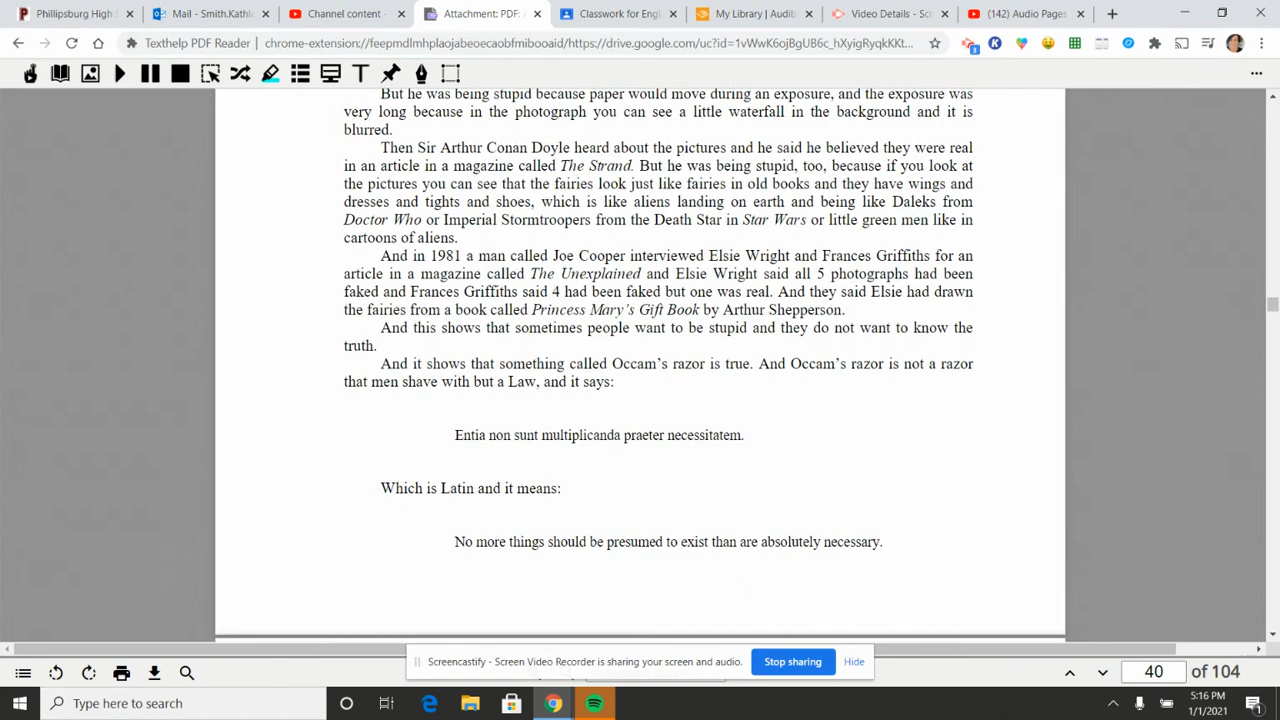 Phillipsburg High S
Mail - Smith.Kathle
Channel content -
Attachment: PDF: A
Classwork for Engl
My Library | Audib
Video Details - Scr
(142) Audio Pages
Texthelp PDF Reader | chrome-extension://feepmdlmhplaojabeoecaobfmibooaid/https://drive.google.com/uc?id=1vWwK6ojBgUB6c_hXyigRyqkKKt...
3
T
But he was being stupid because paper would move during an exposure, and the exposure was
very long because in the photograph you can see a little waterfall in the background and it is
blurred.
Then Sir Arthur Conan Doyle heard about the pictures and he said he believed they were real
in an article in a magazine called The Strand. But he was being stupid, too, because if you look at
the pictures you can see that the fairies look just like fairies in old books and they have wings and
dresses and tights and shoes, which is like aliens landing on earth and being like Daleks from
Doctor Who or Imperial Stormtroopers from the Death Star in Star Wars or little green men like in
cartoons of aliens.
And in 1981 a man called Joe Cooper interviewed Elsie Wright and Frances Griffiths for an
article in a magazine called The Unexplained and Elsie Wright said all 5 photographs had been
faked and Frances Griffiths said 4 had been faked but one was real. And they said Elsie had drawn
the fairies from a book called Princess Mary's Gift Book by Arthur Shepperson.
And this shows that sometimes people want to be stupid and they do not want to know the
truth.
And it shows that something called Occam's razor is true. And Occam's razor is not a razor
that men shave with but a Law, and it says:
Entia non sunt multiplicanda praeter necessitatem.
Which is Latin and it means:
No more things should be presumed to exist than are absolutely necessary.
Screencastify - Screen Video Recorder is sharing your screen and audio.
Stop sharing
Hide
40 of 104
Type here to search
5:16 PM
1/1/2021
1